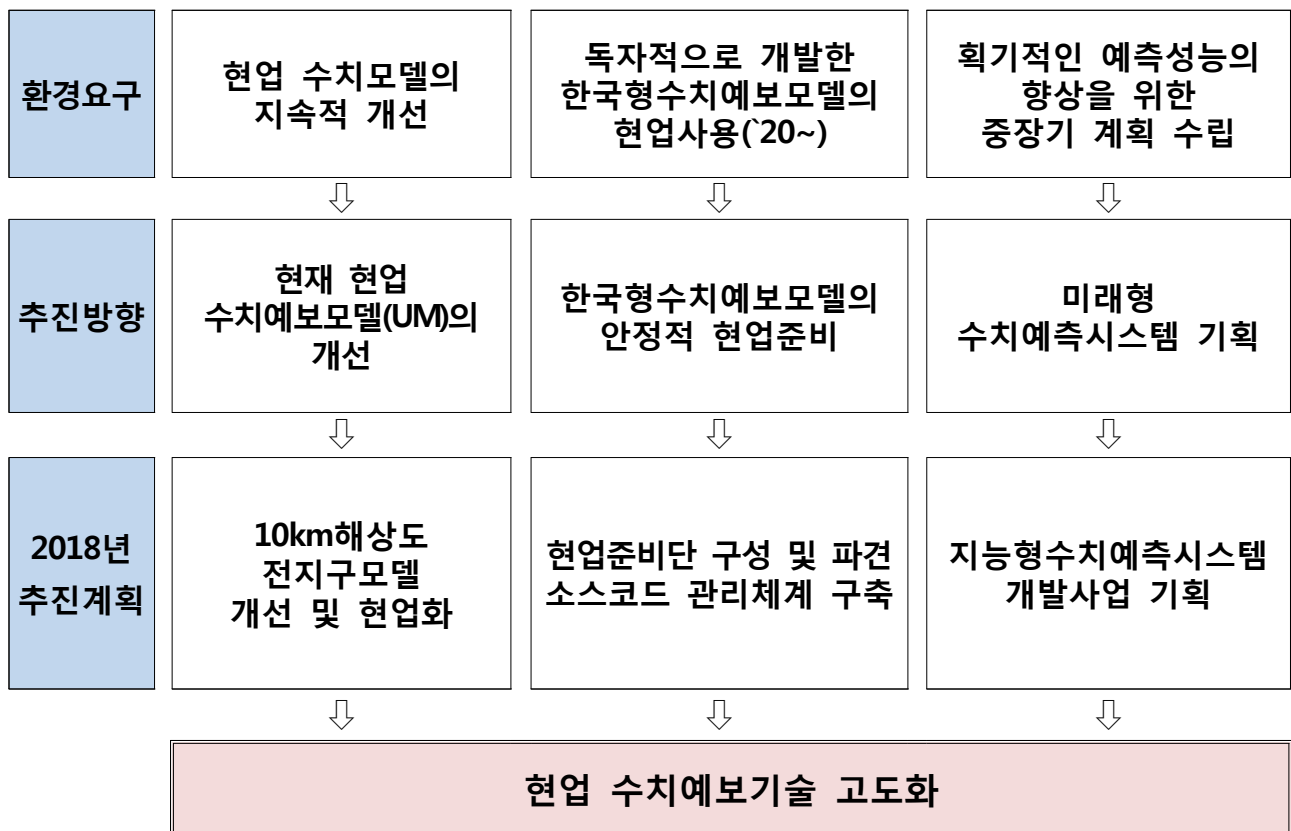 환경요구
현업 수치모델의
지속적 개선
독자적으로 개발한
한국형수치예보모델의
현업사용(`20~)
획기적인 예측성능의
향상을 위한
중장기 계획 수립
추진방향
현재 현업
수치예보모델(UM)의
개선
한국형수치예보모델의
안정적 현업준비
미래형
수치예측시스템 기획
2018년
추진계획
10km해상도
전지구모델
개선 및 현업화
현업준비단 구성 및 파견
소스코드 관리체계 구축
지능형수치예측시스템
개발사업 기획
현업 수치예보기술 고도화